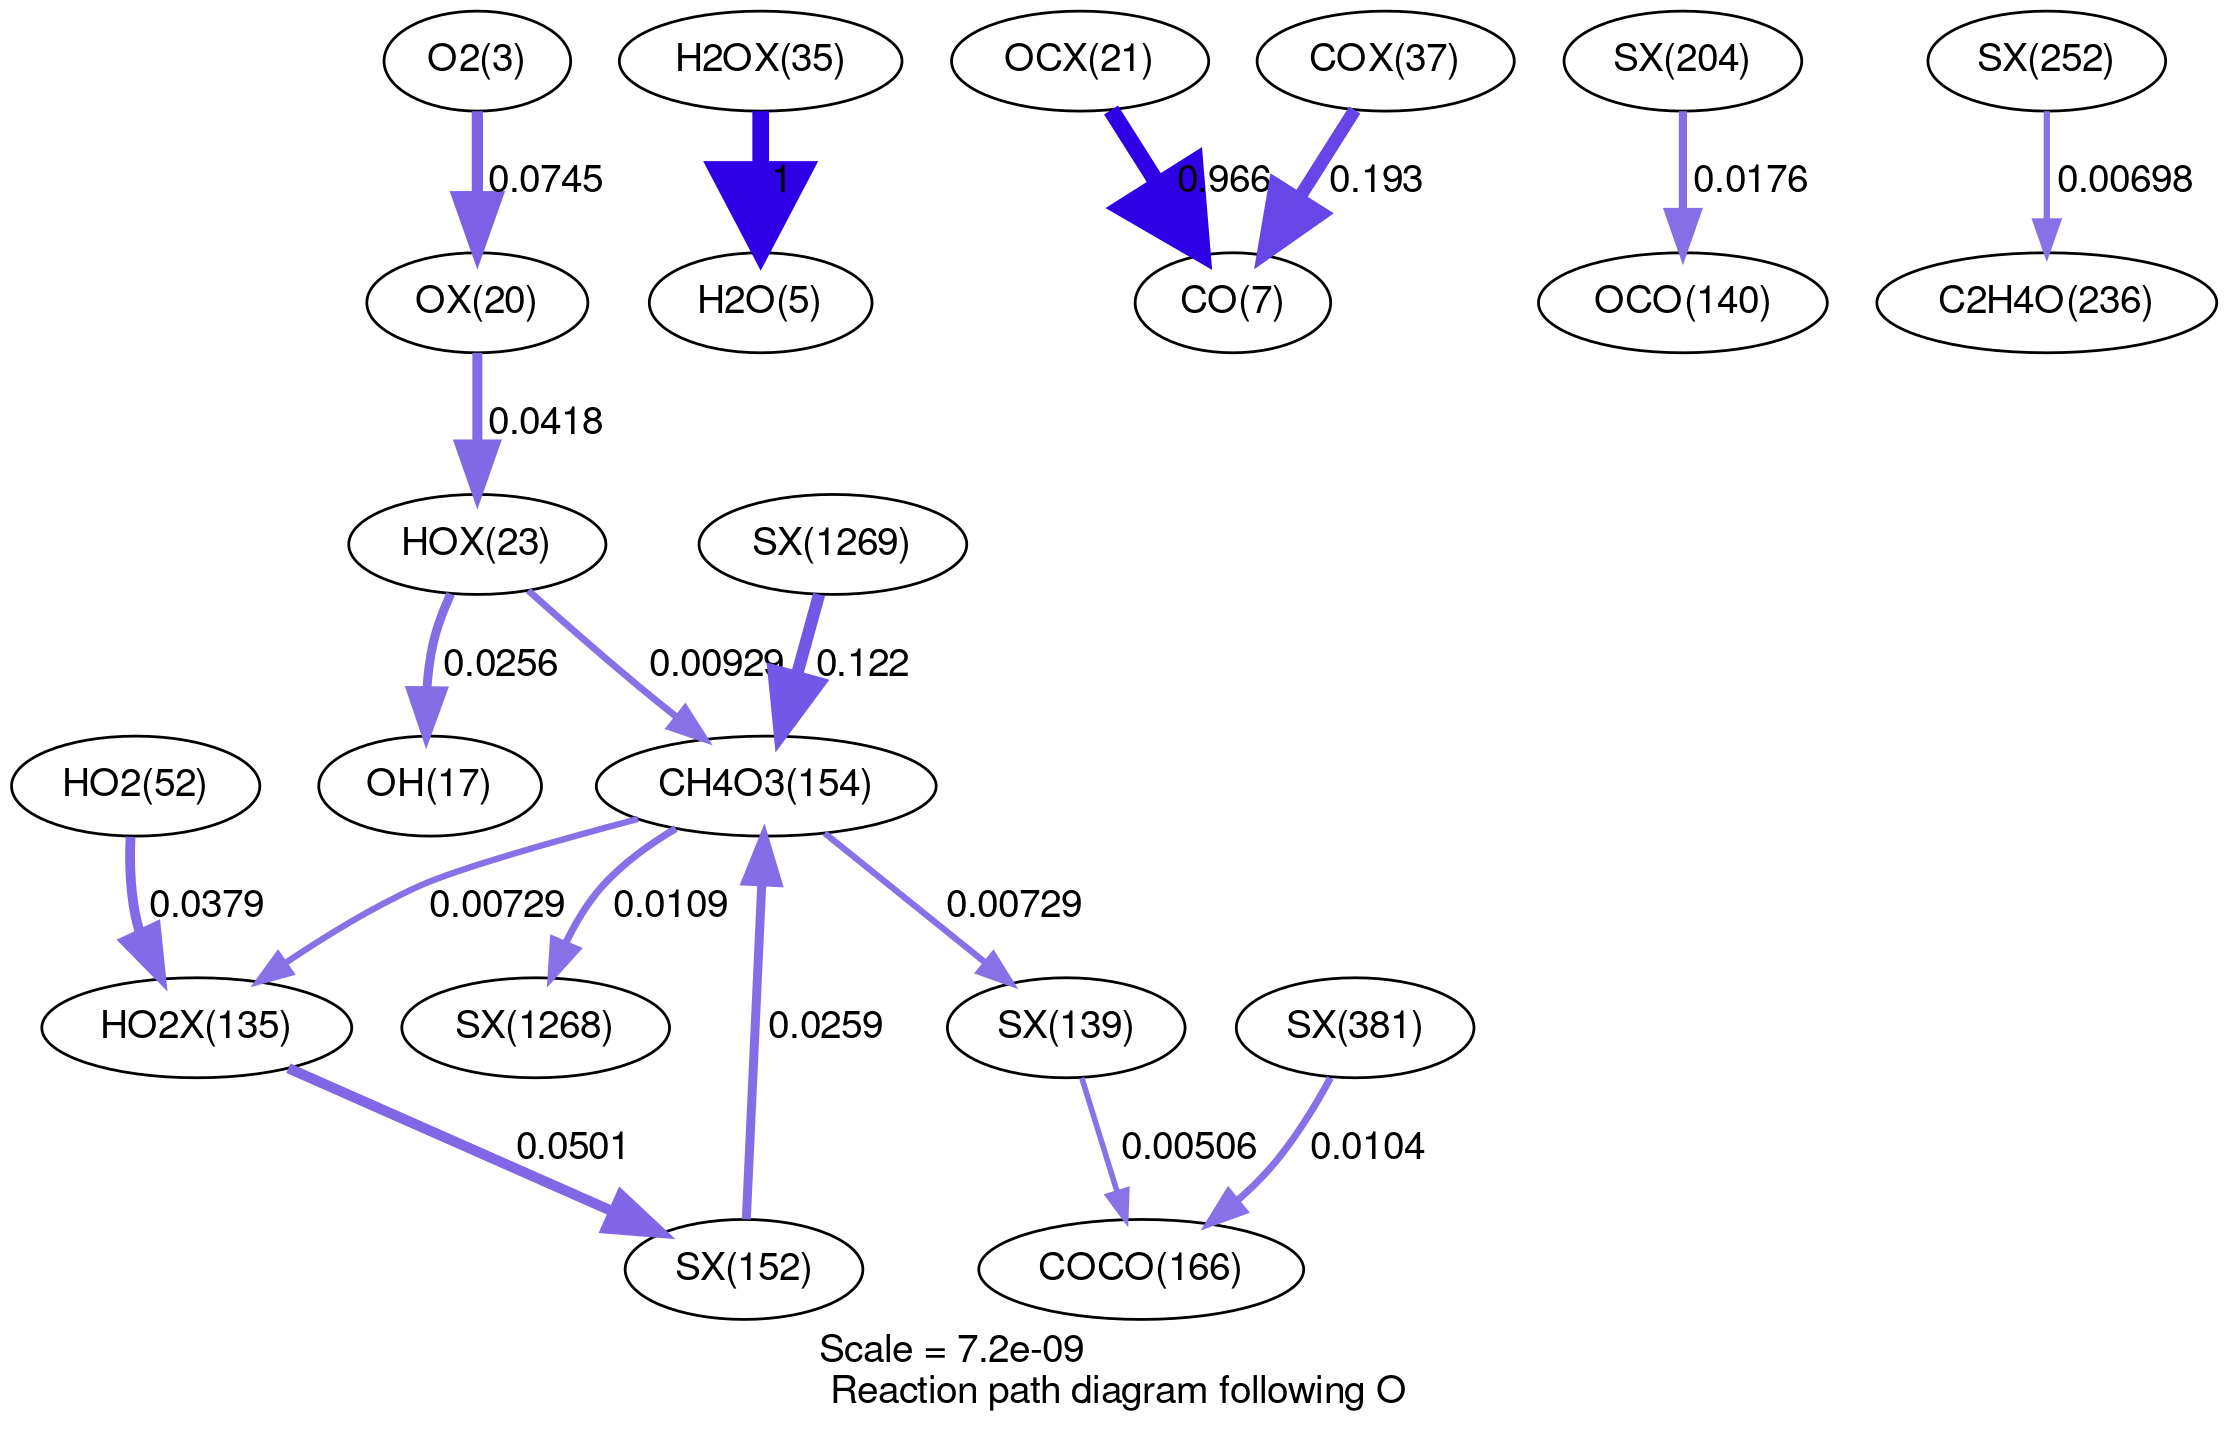 O2(3)
H2OX(35)
OCX(21)
COX(37)
SX(204)
SX(252)
0.0745
1
0.966
0.193
0.0176
0.00698
OX(20)
H2O(5)
CO(7)
OCO(140)
C2H4O(236)
0.0418
HOX(23)
SX(1269)
0.0256
0.00929
0.122
HO2(52)
OH(17)
CH4O3(154)
0.0379
0.00729
0.0109
0.00729
HO2X(135)
SX(1268)
0.0259
SX(139)
SX(381)
0.0501
0.00506
0.0104
SX(152)
COCO(166)
Scale = 7.2e-09
Reaction path diagram following O